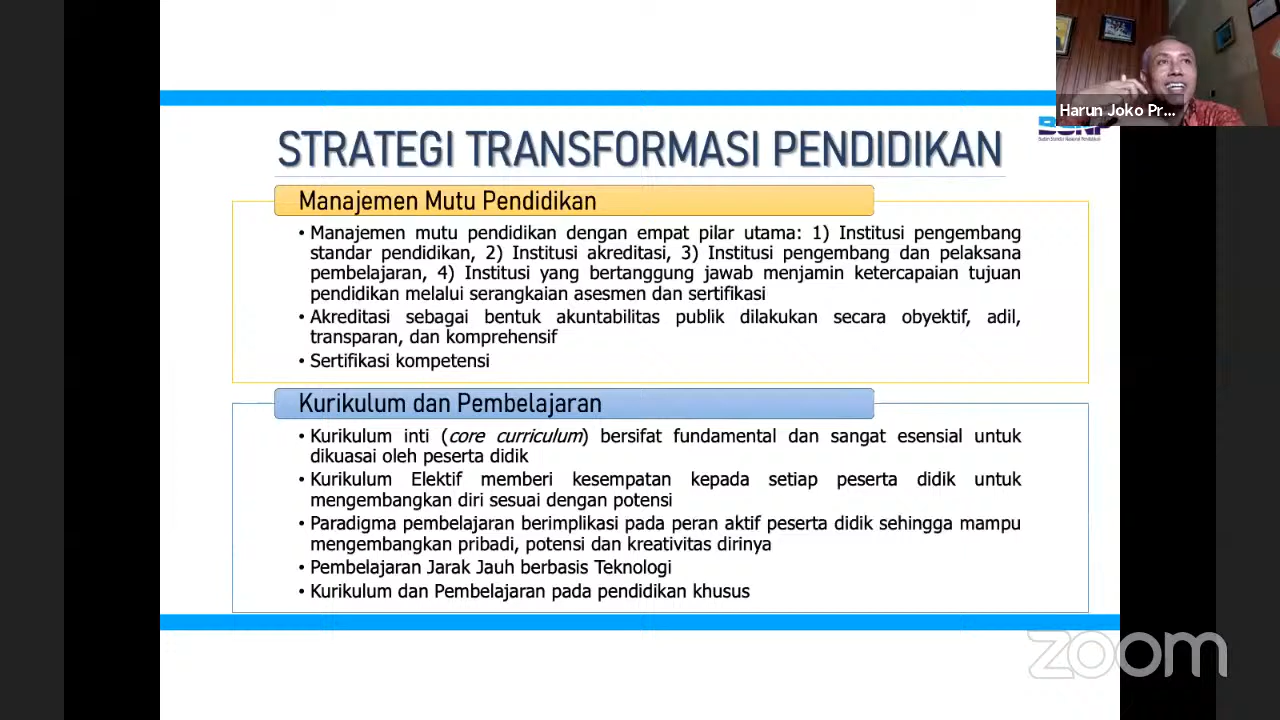 Harun Joko Pr...
STRATEGI TRANSFORMASI PENDIDIKAN
Manajemen Mutu Pendidikan
• Manajemen mutu pendidikan dengan empat pilar utama: 1) Institusi pengembang
standar pendidikan, 2) Institusi akreditasi, 3) Institusi pengembang dan pelaksana
pembelajaran, 4) Institusi yang bertanggung jawab menjamin ketercapaian tujuan
pendidikan melalui serangkaian asesmen dan sertifikasi
• Akreditasi sebagai bentuk akuntabilitas publik dilakukan secara obyektif, adil,
transparan, dan komprehensif
• Sertifikasi kompetensi
Kurikulum dan Pembelajaran
• Kurikulum inti (core curriculum) bersifat fundamental dan sangat esensial untuk
dikuasai oleh peserta didik
• Kurikulum Elektif memberi kesempatan kepada setiap peserta didik untuk
mengembangkan diri sesuai dengan potensi
• Paradigma pembelajaran berimplikasi pada peran aktif peserta didik sehingga mampu
mengembangkan pribadi, potensi dan kreativitas dirinya
• Pembelajaran Jarak Jauh berbasis Teknologi
• Kurikulum dan Pembelajaran pada pendidikan khusus
zoom